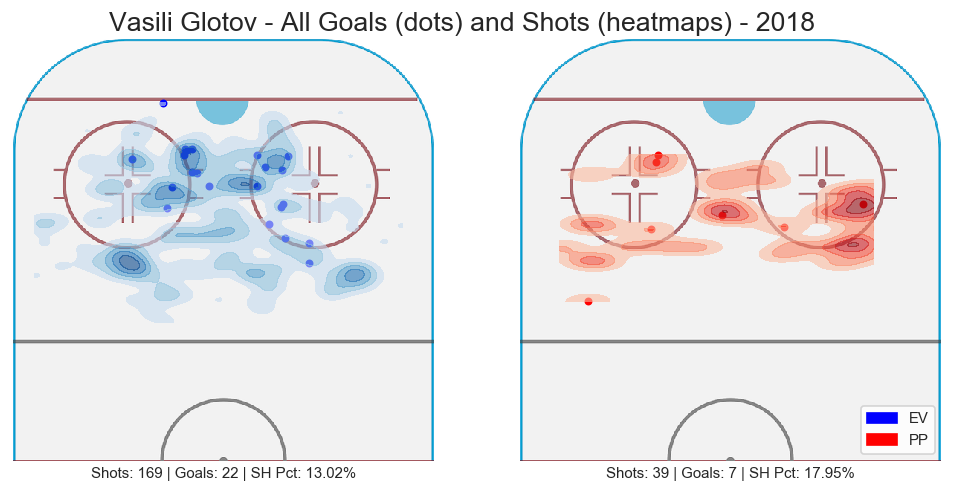 Vasili Glotov - All Goals (dots) and Shots (heatmaps) - 2018
EV
PP
Shots: 169 | Goals: 22 | SH Pct: 13.02%
Shots: 39 | Goals: 7 | SH Pct: 17.95%